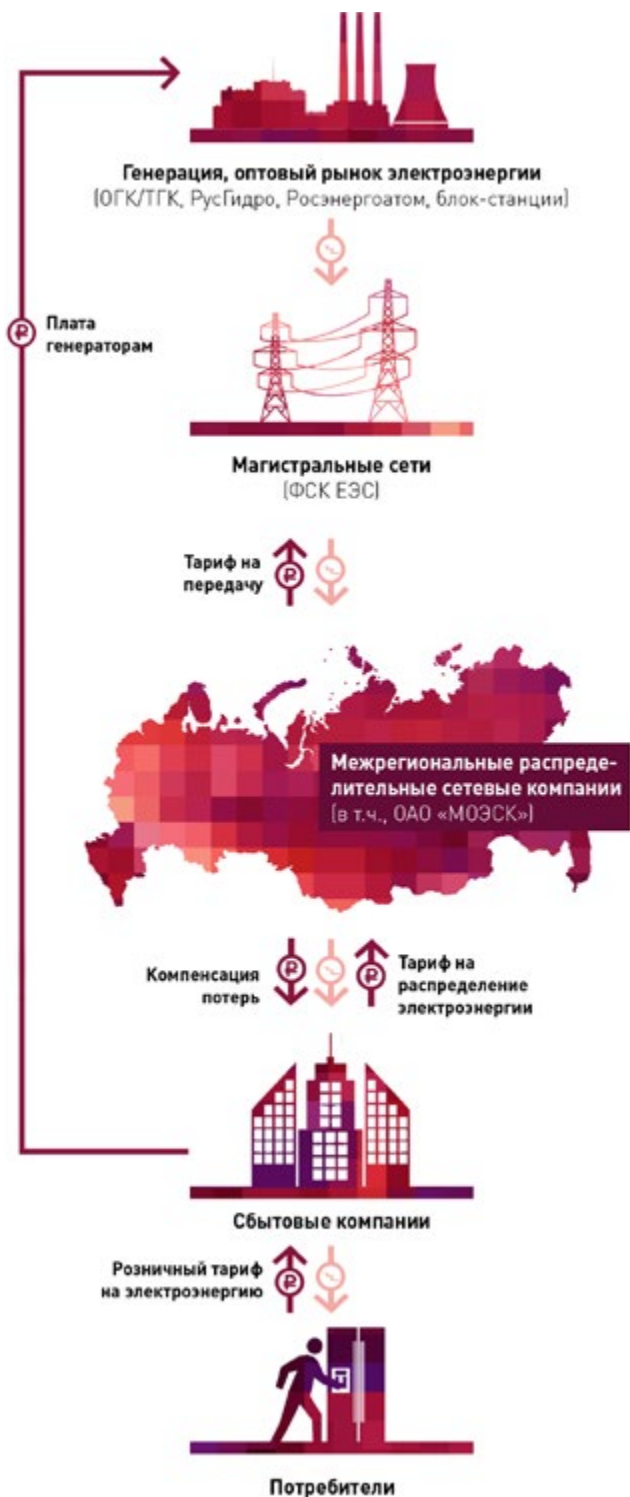 Генерация, оптовый рынок электроэнергии
(ОГК/ТГК, РусГидро, Росэнергоатом, блок-станции)
Плата
генераторам
Магистральные сети
(ФСК ЕЭС)
Тариф на
передачу
Межрегиональные распреде-
лительные сетевые компании
(в т.ч., ОАО «МОЭСК»)
Компенсация
потерь
Тариф на
распределение
электроэнергии
Сбытовые компании
Розничный тариф
на электроэнергию
Потребители